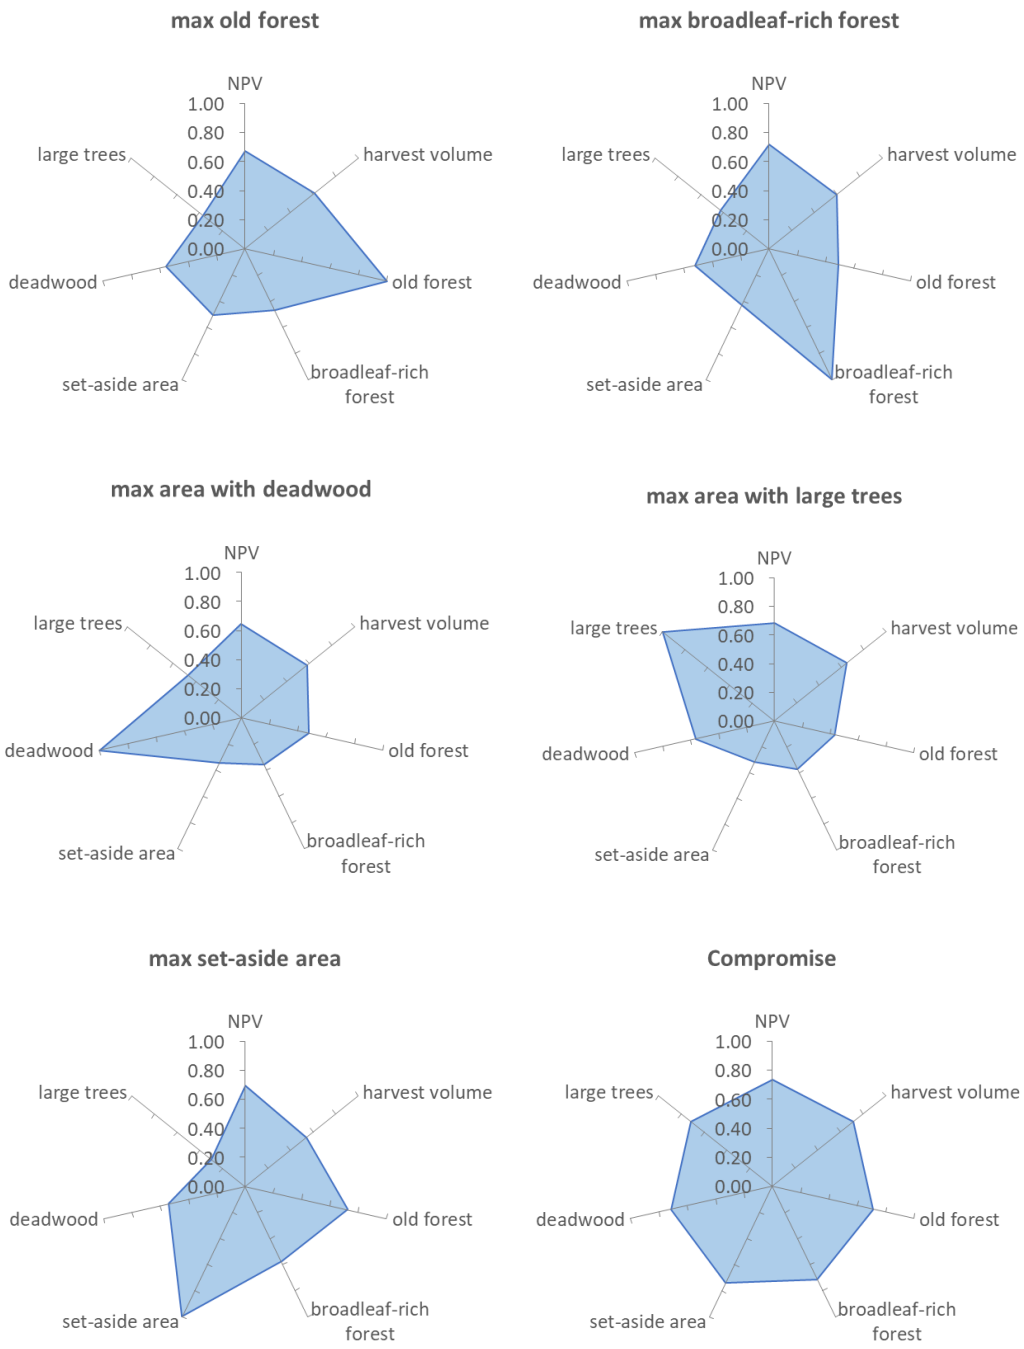 max old forest
NPV
1.00
0.80
0.60
0.40
0.20
0.00
harvest volume
old forest
broadleaf-rich
forest
set-aside area
deadwood
large trees
max broadleaf-rich forest
NPV
1.00
0.80
0.60
0.40
0.20
0.00
harvest volume
old forest
broadleaf-rich
forest
set-aside area
deadwood
large trees
max area with deadwood
NPV
1.00
0.80
0.60
0.40
0.20
0.00
harvest volume
old forest
broadleaf-rich
forest
set-aside area
deadwood
large trees
max area with large trees
NPV
1.00
0.80
0.60
0.40
0.20
0.00
harvest volume
old forest
broadleaf-rich
forest
set-aside area
deadwood
large trees
max set-aside area
NPV
1.00
0.80
0.60
0.40
0.20
0.00
harvest volume
old forest
broadleaf-rich
forest
set-aside area
deadwood
large trees
Compromise
NPV
1.00
0.80
0.60
0.40
0.20
0.00
harvest volume
old forest
broadleaf-rich
forest
set-aside area
deadwood
large trees